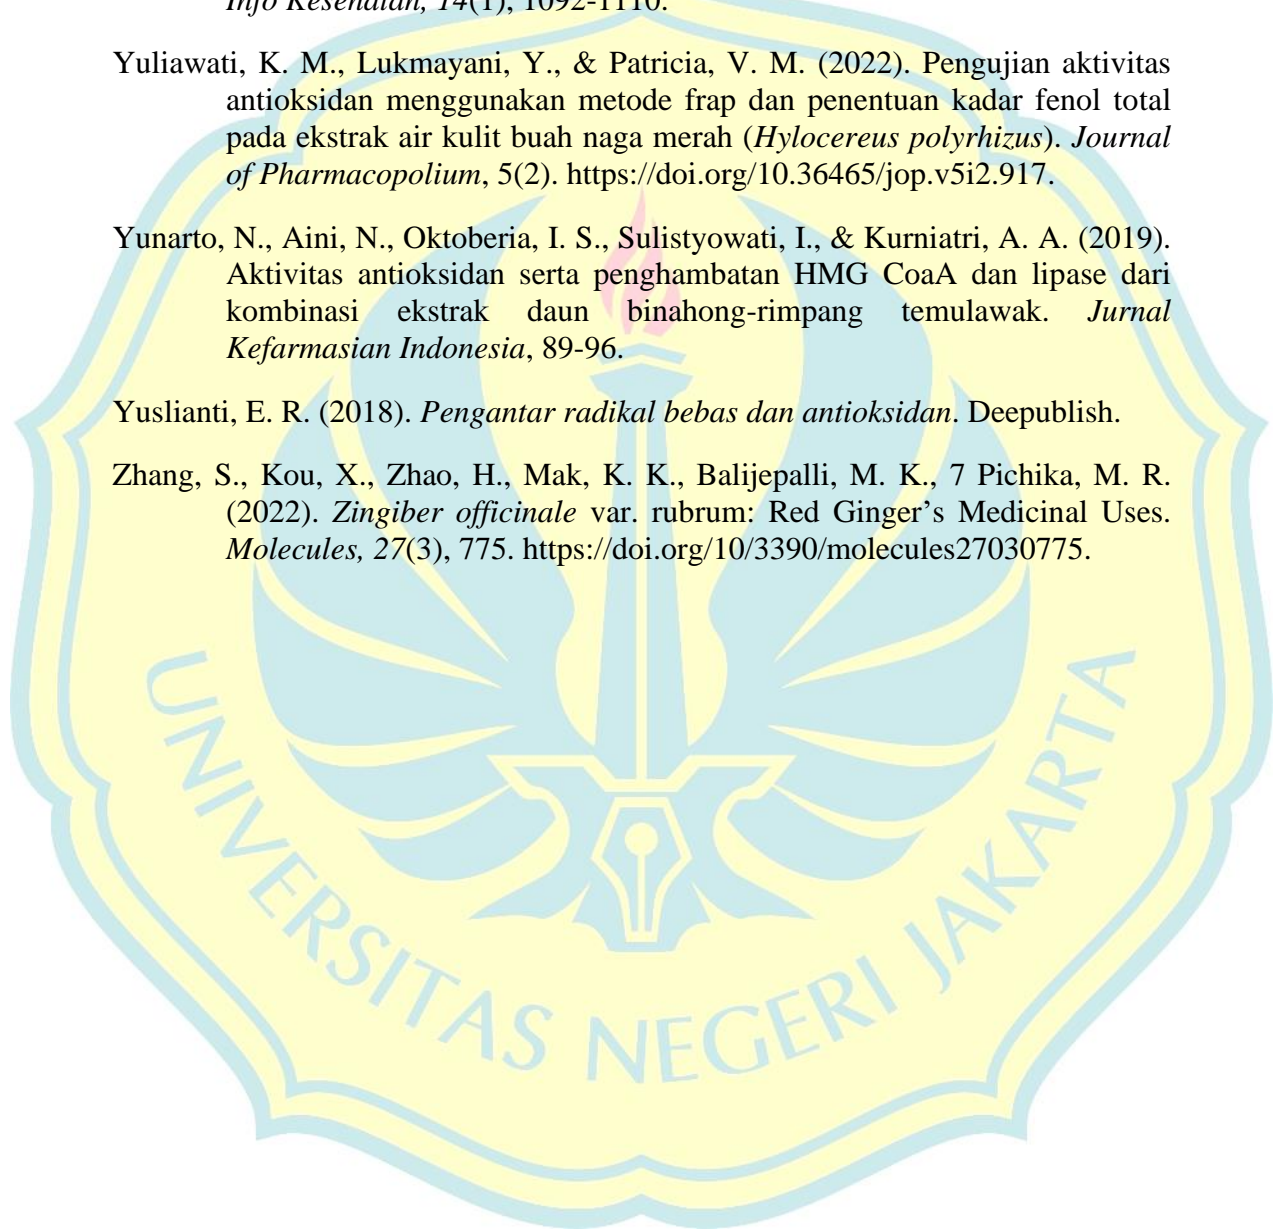 Info Kesehatan, 14(1), 1092-1110.
Yuliawati, K. M., Lukmayani, Y., & Patricia, V. M. (2022). Pengujian aktivitas
antioksidan menggunakan metode frap dan penentuan kadar fenol total
pada ekstrak air kulit buah naga merah (Hylocereus polyrhizus). Journal
of Pharmacopolium, 5(2). https://doi.org/10.36465/jop.v5i2.917.
Yunarto, N., Aini, N., Oktoberia, I. S., Sulistyowati, I., & Kurniatri, A. A. (2019).
Aktivitas antioksidan serta penghambatan HMG CoaA dan lipase dari
kombinasi ekstrak daun binahong-rimpang temulawak. Jurnal
Kefarmasian Indonesia, 89-96.
Yuslianti, E. R. (2018). Pengantar radikal bebas dan antioksidan. Deepublish.
Zhang, S., Kou, X., Zhao, H., Mak, K. K., Balijepalli, M. K., 7 Pichika, M. R.
(2022). Zingiber officinale var. rubrum: Red Ginger’s Medicinal Uses.
Molecules, 27(3), 775. https://doi.org/10/3390/molecules27030775.
UNIVERSITAS NEGERI JAKARTA